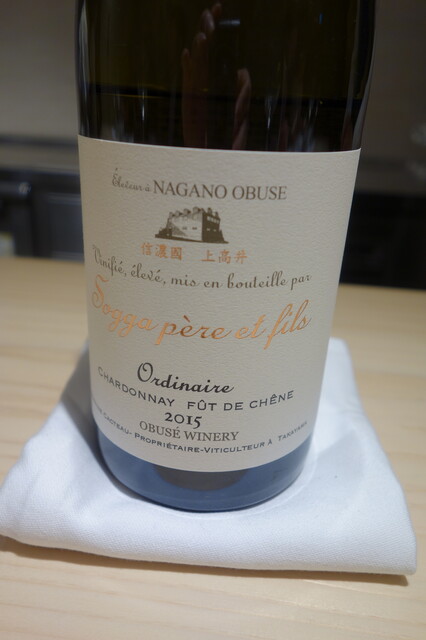 Éleveur à NAGANO OBUSE
信濃國 上高井
Vinifié, élevé, mis en bouteille par
Sogga père et fils
Ordinaire
CHARDONNAY FÛT DE CHÊNE
2015
OBUSÉ WINERY
PROPRIÉTAIRE-VITICULTEUR À